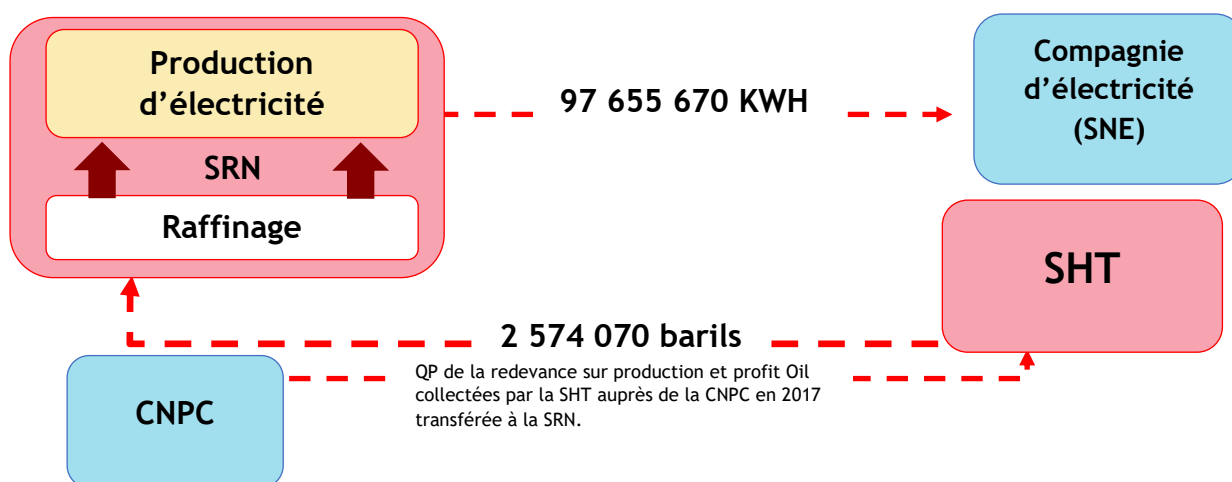 Production
d’électricité
SRN
Raffinage
97 655 670 KWH
Compagnie
d’électricité
(SNE)
SHT
2 574 070 barils
QP de la redevance sur production et profit Oil
collectées par la SHT auprès de la CNPC en 2017
transférée à la SRN.
CNPC